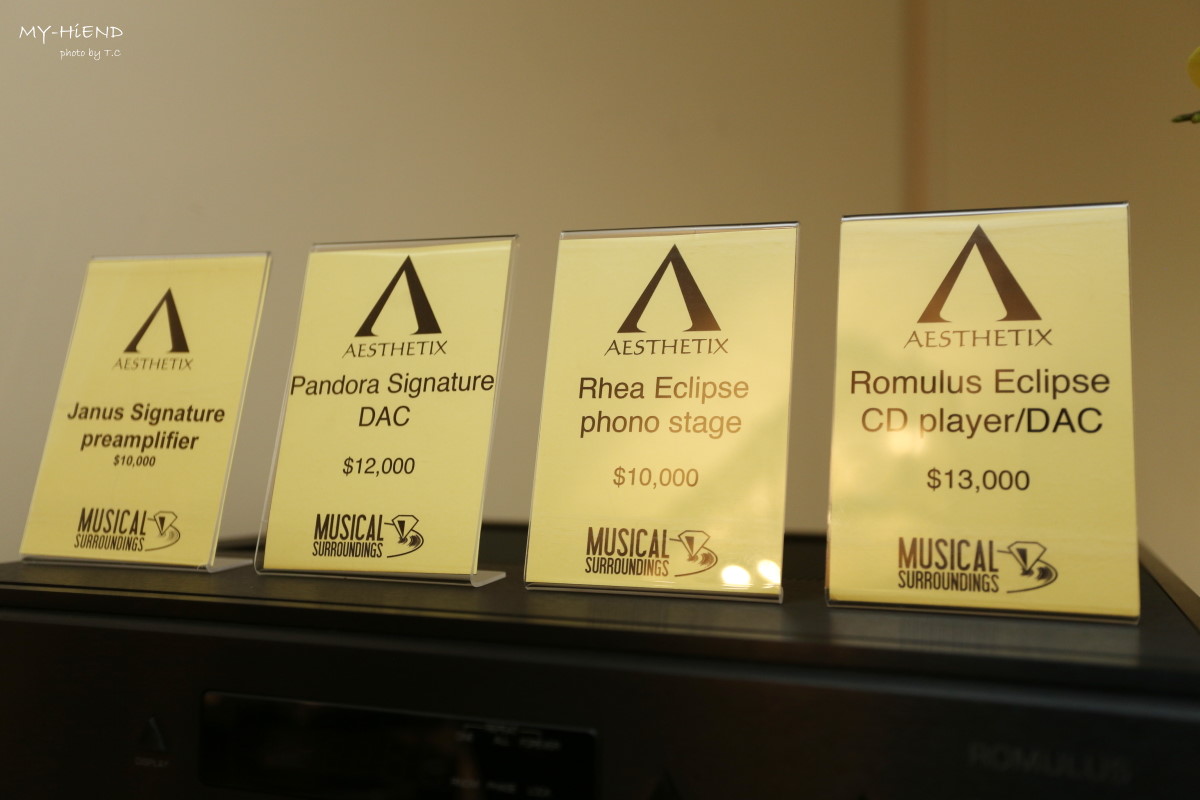 MY-HiEND
photo by T.C
AESTHETIX
Janus Signature
preamplifier
$10,000
MUSICAL
SURROUNDINGS
AESTHETIX
Pandora Signature
DAC
$12,000
MUSICAL
SURROUNDINGS
AESTHETIX
Rhea Eclipse
phono stage
$10,000
MUSICAL
SURROUNDINGS
AESTHETIX
Romulus Eclipse
CD player/DAC
$13,000
MUSICAL
SURROUNDINGS
DISPLAY
ROMULUS